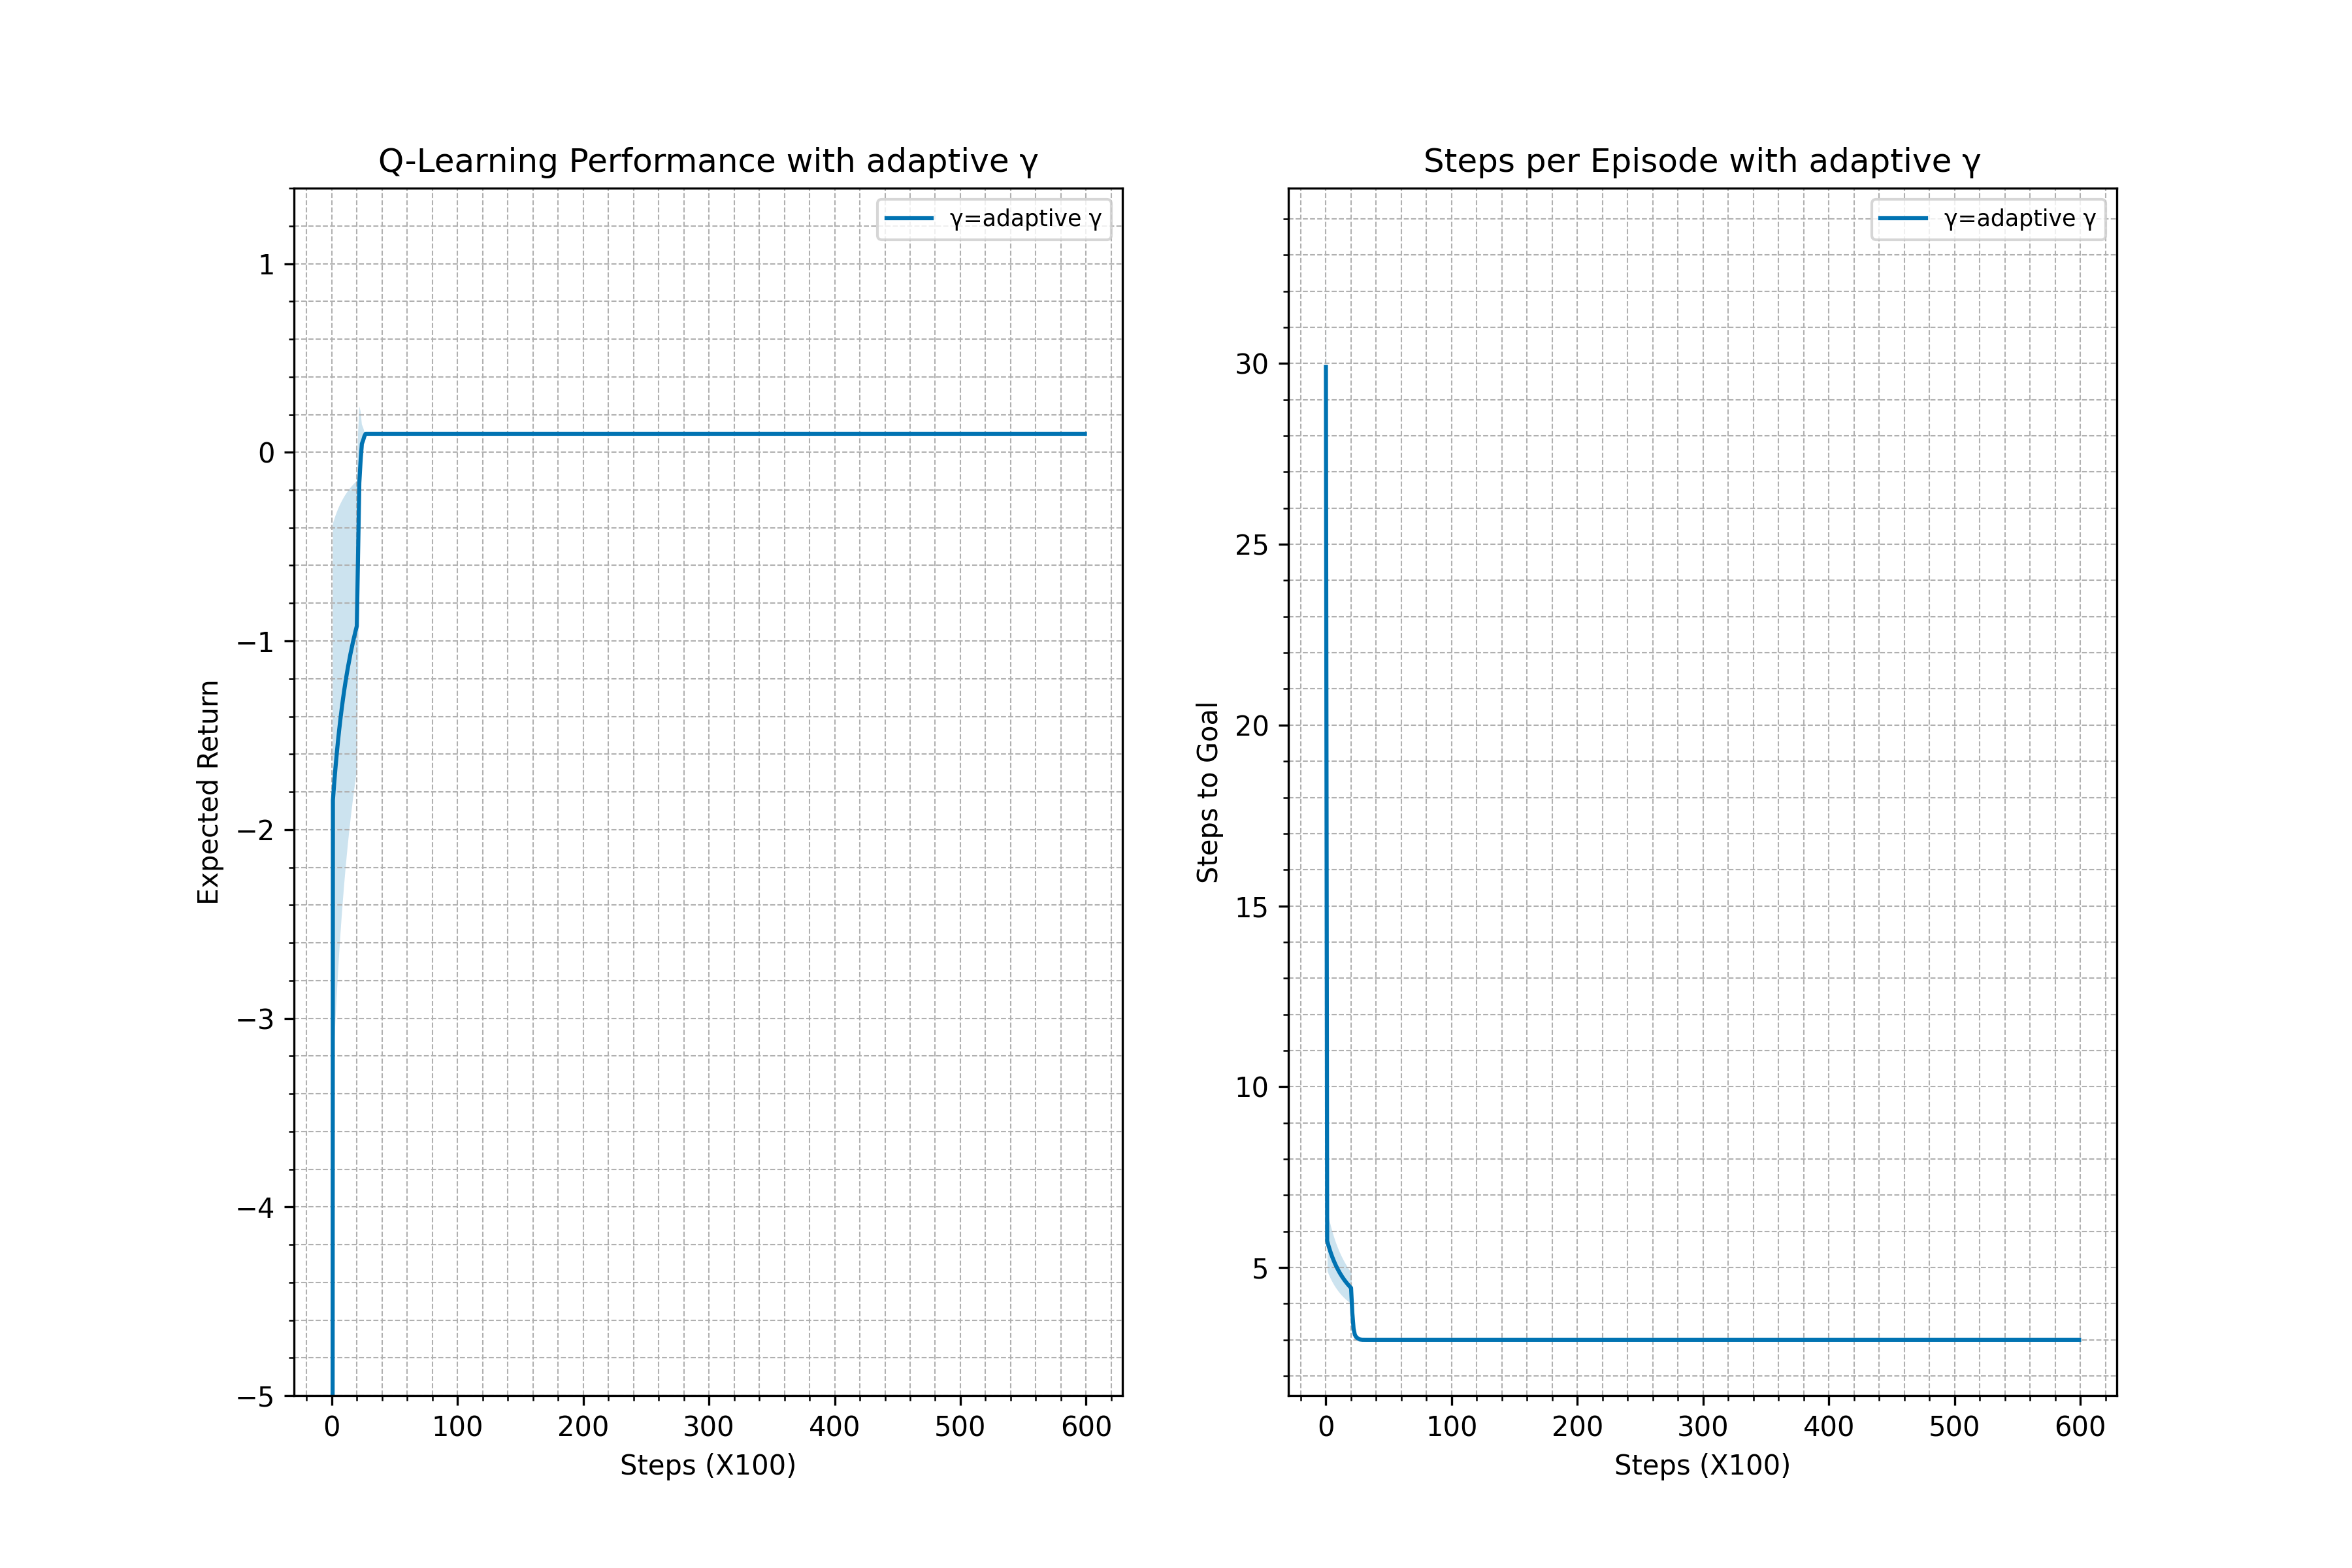 Q-Learning Performance with adaptive γ
γ=adaptive γ
1
0
−1
−2
−3
−4
−5
Expected Return
0 100 200 300 400 500 600
Steps (X100)
Steps per Episode with adaptive γ
γ=adaptive γ
30
25
20
15
10
5
Steps to Goal
0 100 200 300 400 500 600
Steps (X100)